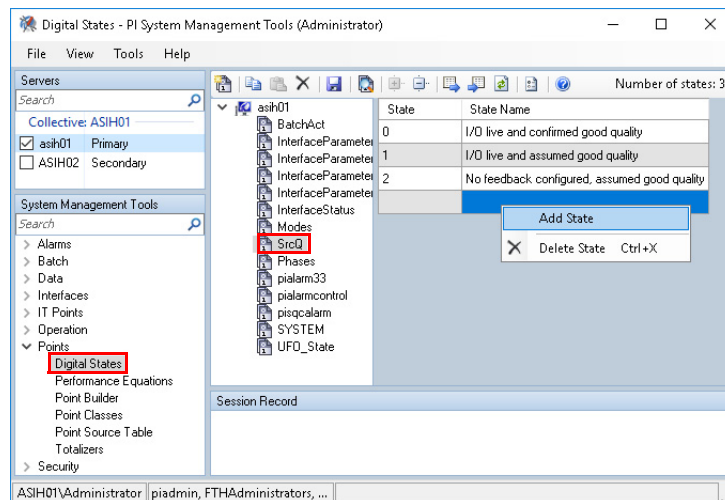 Digital States - PI System Management Tools (Administrator)
File View Tools Help
Servers
Search
Collective: ASIH01
asih01 Primary
ASIH02 Secondary
System Management Tools
Search
Alarms
Batch
Data
Interfaces
IT Points
Operation
Points
Digital States
Performance Equations
Point Builder
Point Classes
Point Source Table
Totalizers
Security
Number of states: 3
asih01
BatchAct
InterfaceParameter
InterfaceParameter
InterfaceParameter
InterfaceParameter
InterfaceStatus
Modes
SrcQ
Phases
pialarm33
pialarmcontrol
pisqcalarm
SYSTEM
UFO_State
State State Name
0 I/O live and confirmed good quality
1 I/O live and assumed good quality
2 No feedback configured, assumed good quality
Add State
Delete State Ctrl+X
Session Record
ASIH01\Administrator piadmin, FTHAdministrators, ...